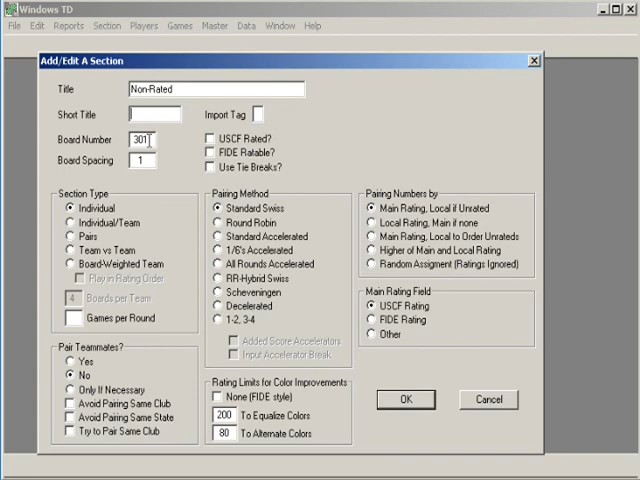 Windows TD
File Edit Reports Section Players Games Master Data Window Help
Add/Edit A Section
Title Non-Rated
Short Title Import Tag
Board Number 301 USCF Rated?
FIDE Ratable?
Board Spacing 1
Use Tie Breaks?
Section Type
Individual
Individual/Team
Pairs
Team vs Team
Board-Weighted Team
Play in Rating Order
4 Boards per Team
Games per Round
Pair Teammates?
Yes
No
Only If Necessary
Avoid Pairing Same Club
Avoid Pairing Same State
Try to Pair Same Club
Pairing Method
Standard Swiss
Round Robin
Standard Accelerated
1/6's Accelerated
All Rounds Accelerated
RR-Hybrid Swiss
Scheveningen
Decelerated
1-2, 3-4
Added Score Accelerators
Input Accelerator Break
Rating Limits for Color Improvements
None (FIDE style)
200 To Equalize Colors
80 To Alternate Colors
Pairing Numbers by
Main Rating, Local if Unrated
Local Rating, Main if none
Main Rating, Local to Order Unrateds
Higher of Main and Local Rating
Random Assigment (Ratings Ignored)
Main Rating Field
USCF Rating
FIDE Rating
Other
OK Cancel